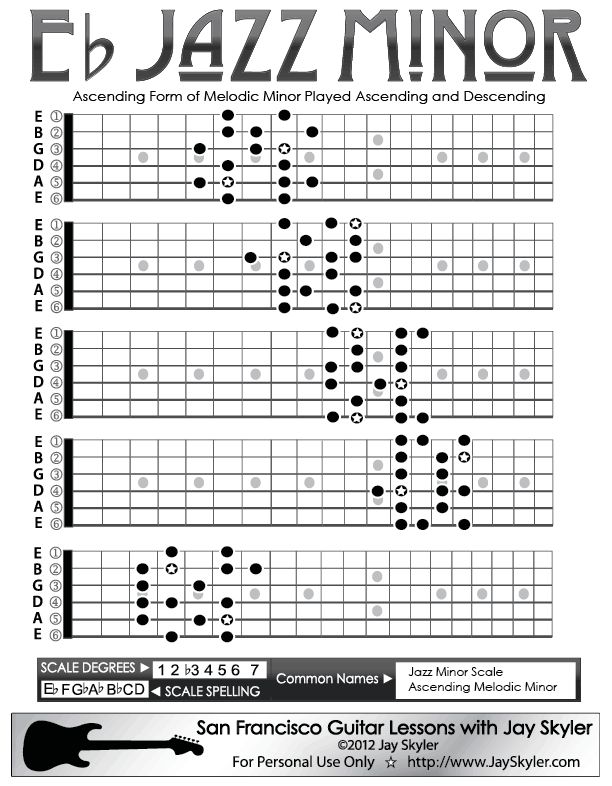 E♭ JAZZ MINOR
Ascending Form of Melodic Minor Played Ascending and Descending
E ①
B ②
G ③
D ④
A ⑤
E ⑥
E ①
B ②
G ③
D ④
A ⑤
E ⑥
E ①
B ②
G ③
D ④
A ⑤
E ⑥
E ①
B ②
G ③
D ④
A ⑤
E ⑥
E ①
B ②
G ③
D ④
A ⑤
E ⑥
SCALE DEGREES ▶ 1 2 ♭3 4 5 6 7
E♭ F G♭ A♭ B♭ C D ◀ SCALE SPELLING
Common Names ▶
Jazz Minor Scale
Ascending Melodic Minor
San Francisco Guitar Lessons with Jay Skyler
©2012 Jay Skyler
For Personal Use Only ☆ http://www.JaySkyler.com